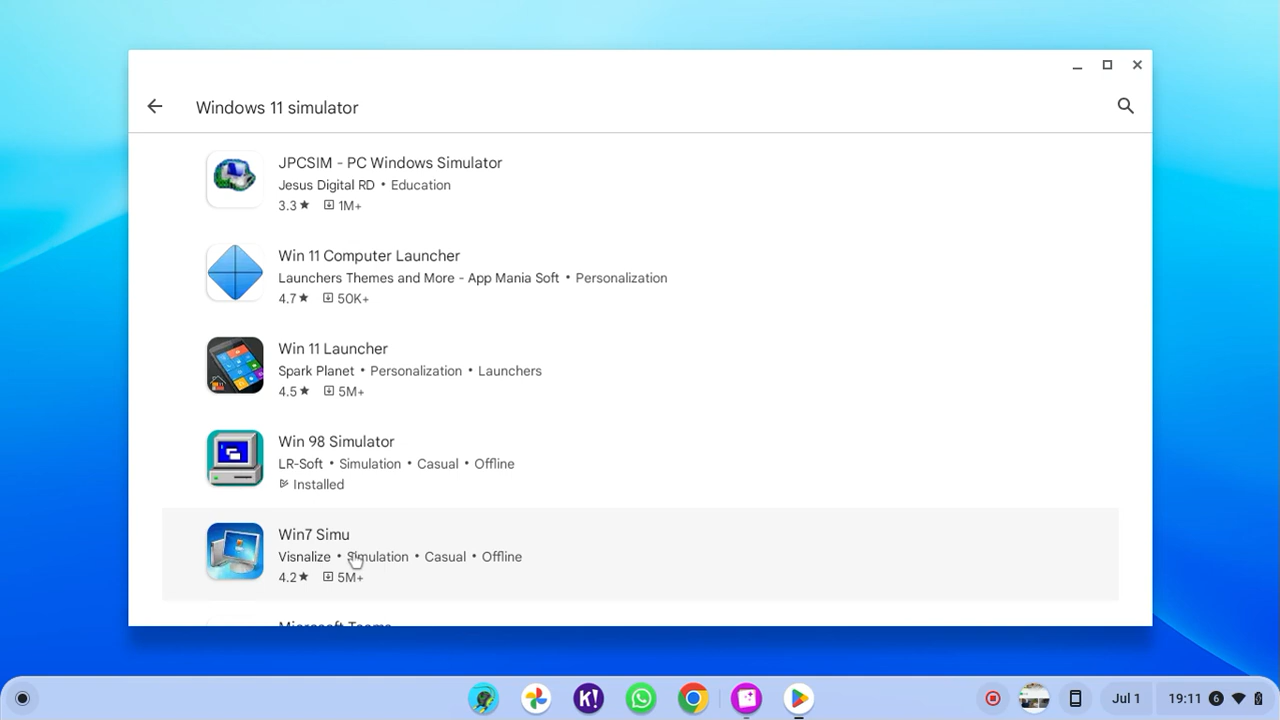 Windows 11 simulator
JPCSIM - PC Windows Simulator
Jesus Digital RD • Education
3.3★ 1M+
Win 11 Computer Launcher
Launchers Themes and More - App Mania Soft • Personalization
4.7★ 50K+
Win 11 Launcher
Spark Planet • Personalization • Launchers
4.5★ 5M+
Win 98 Simulator
LR-Soft • Simulation • Casual • Offline
Installed
Win7 Simu
Visnalize • Simulation • Casual • Offline
4.2★ 5M+
Microsoft Teams
K!
Jul 1
19:11 6